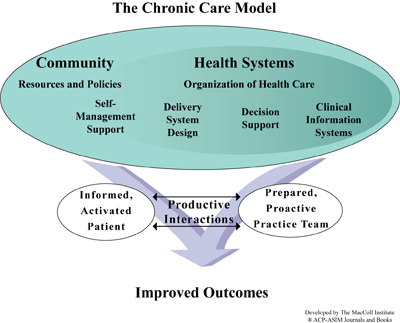 The Chronic Care Model
Community
Health Systems
Resources and Policies
Organization of Health Care
Self-
Management
Support
Delivery
System
Design
Decision
Support
Clinical
Information
Systems
Informed,
Activated
Patient
Productive
Interactions
Prepared,
Proactive
Practice Team
Improved Outcomes
Developed by The MacColl Institute
® ACP-ASIM Journals and Books